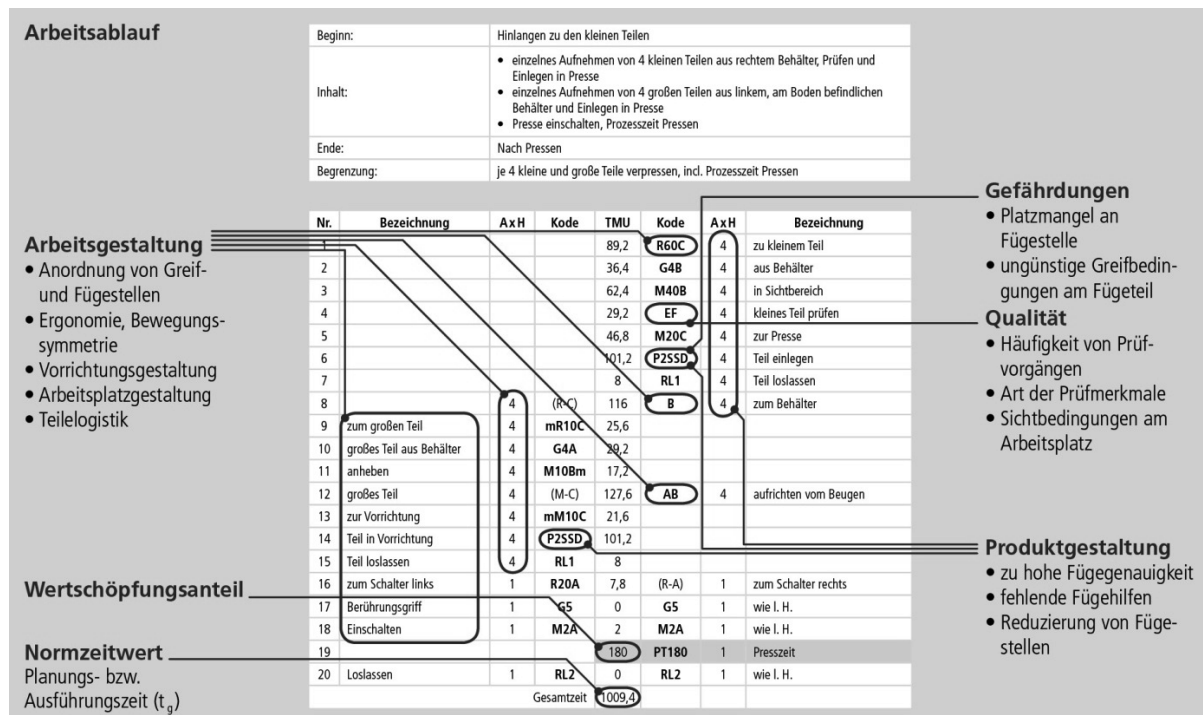 Arbeitsablauf
Beginn: Hinlangen zu den kleinen Teilen
Inhalt:
• einzelnes Aufnehmen von 4 kleinen Teilen aus rechtem Behälter, Prüfen und
Einlegen in Presse
• einzelnes Aufnehmen von 4 großen Teilen aus linkem, am Boden befindlichen
Behälter und Einlegen in Presse
• Presse einschalten, Prozesszeit Pressen
Ende: Nach Pressen
Begrenzung: je 4 kleine und große Teile verpressen, incl. Prozesszeit Pressen
Arbeitsgestaltung
• Anordnung von Greif-
und Fügestellen
• Ergonomie, Bewegungs-
symmetrie
• Vorrichtungsgestaltung
• Arbeitsplatzgestaltung
• Teilelogistik
Wertschöpfungsanteil
Normzeitwert
Planungs- bzw.
Ausführungszeit (tg)
Nr. Bezeichnung A x H Kode TMU Kode A x H Bezeichnung
1 89,2 R60C 4 zu kleinem Teil
2 36,4 G4B 4 aus Behälter
3 62,4 M40B 4 in Sichtbereich
4 29,2 EF 4 kleines Teil prüfen
5 46,8 M20C 4 zur Presse
6 101,2 P2SSD 4 Teil einlegen
7 8 RL1 4 Teil loslassen
8 4 (R-C) 116 B 4 zum Behälter
9 zum großen Teil 4 mR10C 25,6
10 großes Teil aus Behälter 4 G4A 29,2
11 anheben 4 M10Bm 17,2
12 großes Teil 4 (M-C) 127,6 AB 4 aufrichten vom Beugen
13 zur Vorrichtung 4 mM10C 21,6
14 Teil in Vorrichtung 4 P2SSD 101,2
15 Teil loslassen 4 RL1 8
16 zum Schalter links 1 R20A 7,8 (R-A) 1 zum Schalter rechts
17 Berührungsgriff 1 G5 0 G5 1 wie l. H.
18 Einschalten 1 M2A 2 M2A 1 wie l. H.
19 180 PT180 1 Presszeit
20 Loslassen 1 RL2 0 RL2 1 wie l. H.
Gesamtzeit 1009,4
Gefährdungen
• Platzmangel an
Fügestelle
• ungünstige Greifbedin-
gungen am Fügeteil
Qualität
• Häufigkeit von Prüf-
vorgängen
• Art der Prüfmerkmale
• Sichtbedingungen am
Arbeitsplatz
Produktgestaltung
• zu hohe Fügegenauigkeit
• fehlende Fügehilfen
• Reduzierung von Füge-
stellen